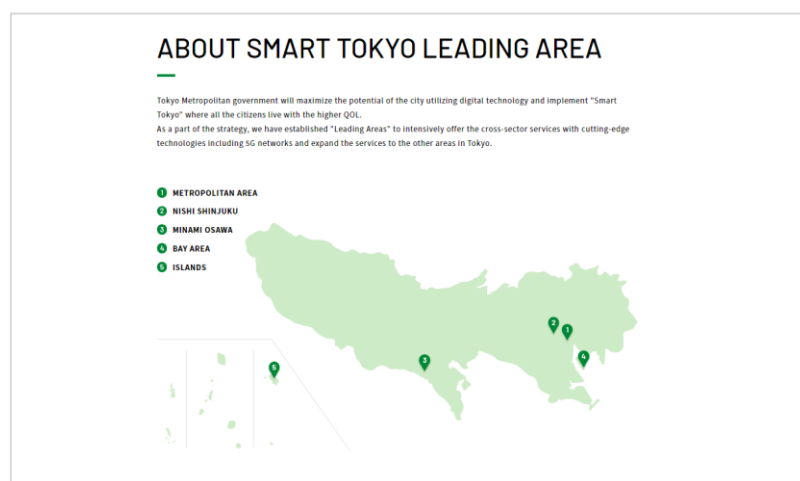 ABOUT SMART TOKYO LEADING AREA
Tokyo Metropolitan government will maximize the potential of the city utilizing digital technology and implement "Smart
Tokyo" where all the citizens live with the higher QOL.
As a part of the strategy, we have established "Leading Areas" to intensively offer the cross-sector services with cutting-edge
technologies including 5G networks and expand the services to the other areas in Tokyo.
1 METROPOLITAN AREA
2 NISHI SHINJUKU
3 MINAMI OSAWA
4 BAY AREA
5 ISLANDS
2
1
4
3
5